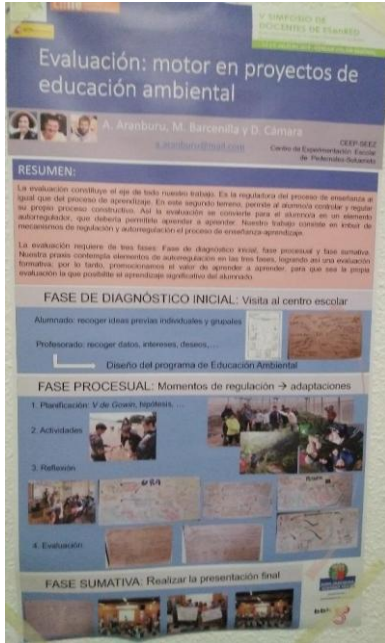 V SIMPOSIO DE
DOCENTES DE
Evaluación: motor en proyectos de
educación ambiental
A. Aranburu, M. Barcenilla y D. Cámara
CEEP-SEEZ
Centro de Experimentación Escolar
de Pedernales-Sukarrieta
RESUMEN:
La evaluación constituye el eje de todo nuestro trabajo. Es la reguladora del proceso de enseñanza al
igual que del proceso de aprendizaje. En este segundo terreno, permite al alumno/a controlar y regular
su propio proceso constructivo. Así la evaluación se convierte para el alumno/a en un elemento
autorregulador, que debería permitirle aprender a aprender. Nuestro trabajo consiste en imbuir de
mecanismos de regulación y autorregulación el proceso de enseñanza-aprendizaje.
La evaluación requiere de tres fases: Fase de diagnóstico inicial, fase procesual y fase sumativa.
Nuestra praxis contempla elementos de autorregulación en las tres fases, logrando así una evaluación
formativa; por lo tanto, promocionamos el valor de aprender a aprender, para que sea la propia
evaluación la que posibilite el aprendizaje significativo del alumnado.
FASE DE DIAGNÓSTICO INICIAL: Visita al centro escolar
Alumnado: recoger ideas previas individuales y grupales
Profesorado: recoger datos, intereses, deseos,...
Diseño del programa de Educación Ambiental
FASE PROCESUAL: Momentos de regulación → adaptaciones
1. Planificación: V de Gowin, hipótesis, ...
2. Actividades
3. Reflexión
4. Evaluación
FASE SUMATIVA: Realizar la presentación final